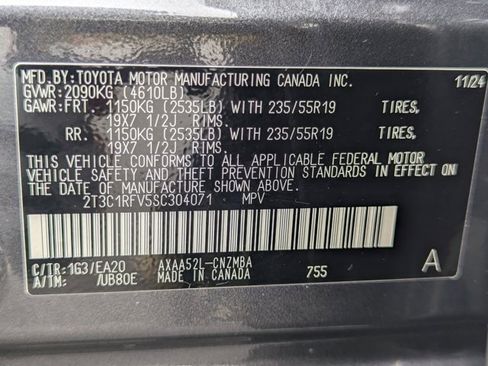 MFD.BY:TOYOTA MOTOR MANUFACTURING CANADA INC. 11/24
GVWR:2090KG (4610LB)
GAWR:FRT. 1150KG (2535LB) WITH 235/55R19 TIRES,
19X7 1/2J RIMS.
RR. 1150KG (2535LB) WITH 235/55R19 TIRES,
19X7 1/2J RIMS.
THIS VEHICLE CONFORMS TO ALL APPLICABLE FEDERAL MOTOR
VEHICLE SAFETY AND THEFT PREVENTION STANDARDS IN EFFECT
ON THE DATE OF MANUFACTURE SHOWN ABOVE.
2T3C1RFV5SC304071 MPV
C/TR:1G3/EA20 AXAA52L-CNZMBA
A/TM: /UB80E MADE IN CANADA 755 A